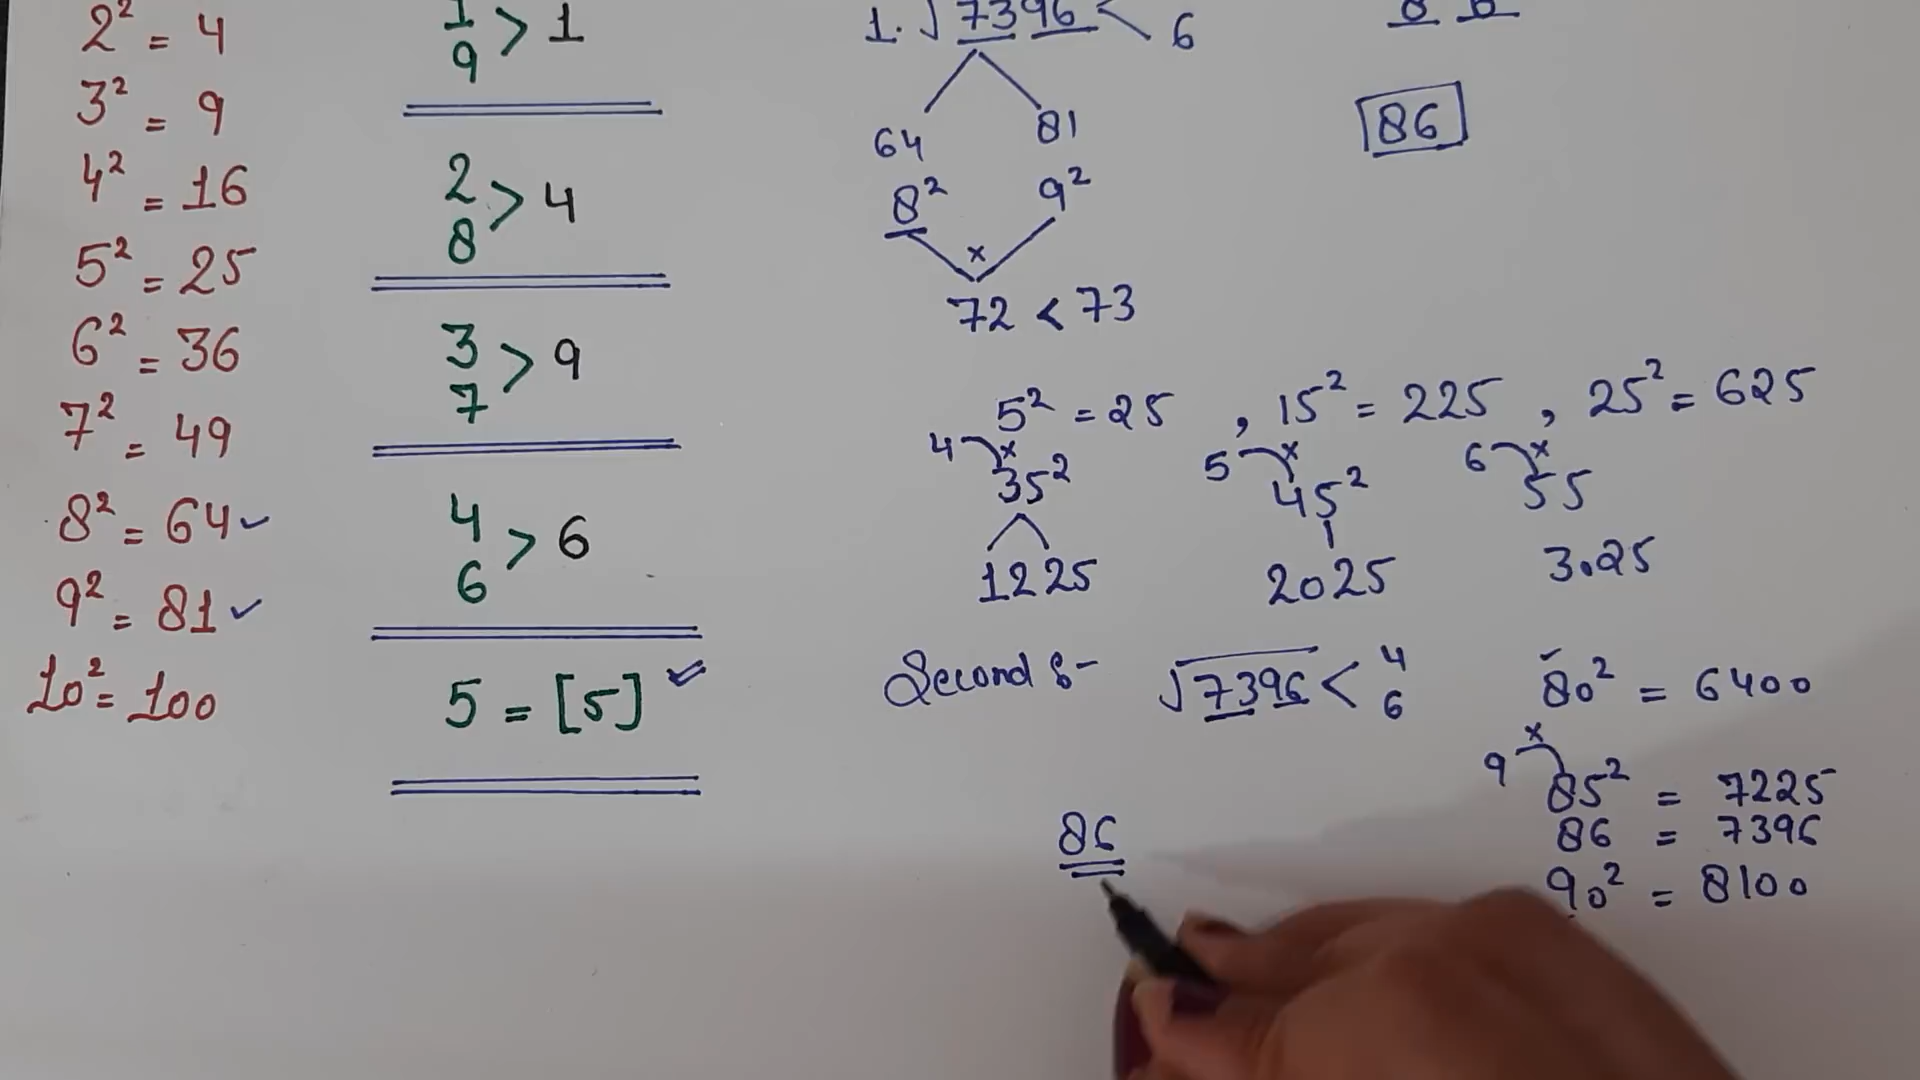 2² = 4
3² = 9
4² = 16
5² = 25
6² = 36
7² = 49
8² = 64 ✓
9² = 81 ✓
10² = 100
1
9 > 1
2
8 > 4
3
7 > 9
4
6 > 6
5 = [5] ✓
1. √7396 < 6
64 81
8² 9²
×
72 < 73
86
5² = 25 , 15² = 225 , 25² = 625
4 × 35² 5 × 45² 6 × 55
1225 2025 3025
Second :- √7396 < 4
6
80² = 6400
9 ×
85² = 7225
86 = 7396
90² = 8100
86